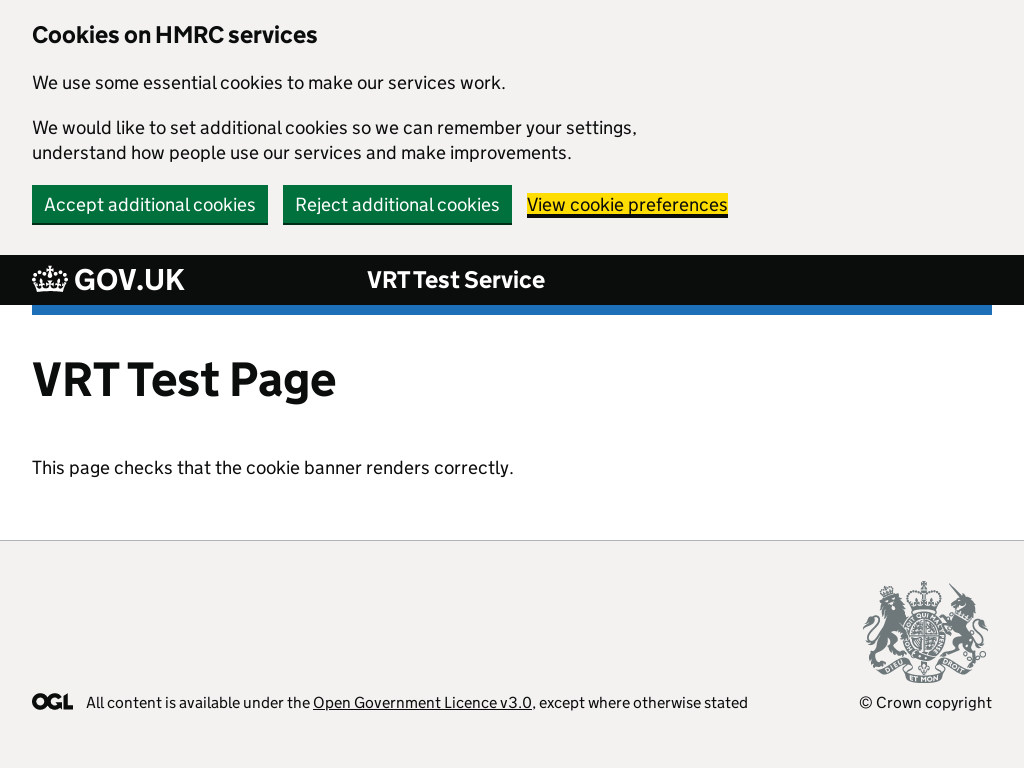 Cookies on HMRC services
We use some essential cookies to make our services work.
We would like to set additional cookies so we can remember your settings,
understand how people use our services and make improvements.
Accept additional cookies Reject additional cookies View cookie preferences
GOV.UK VRT Test Service
VRT Test Page
This page checks that the cookie banner renders correctly.
DIEU ET MON DROIT
OGL All content is available under the Open Government Licence v3.0, except where otherwise stated © Crown copyright